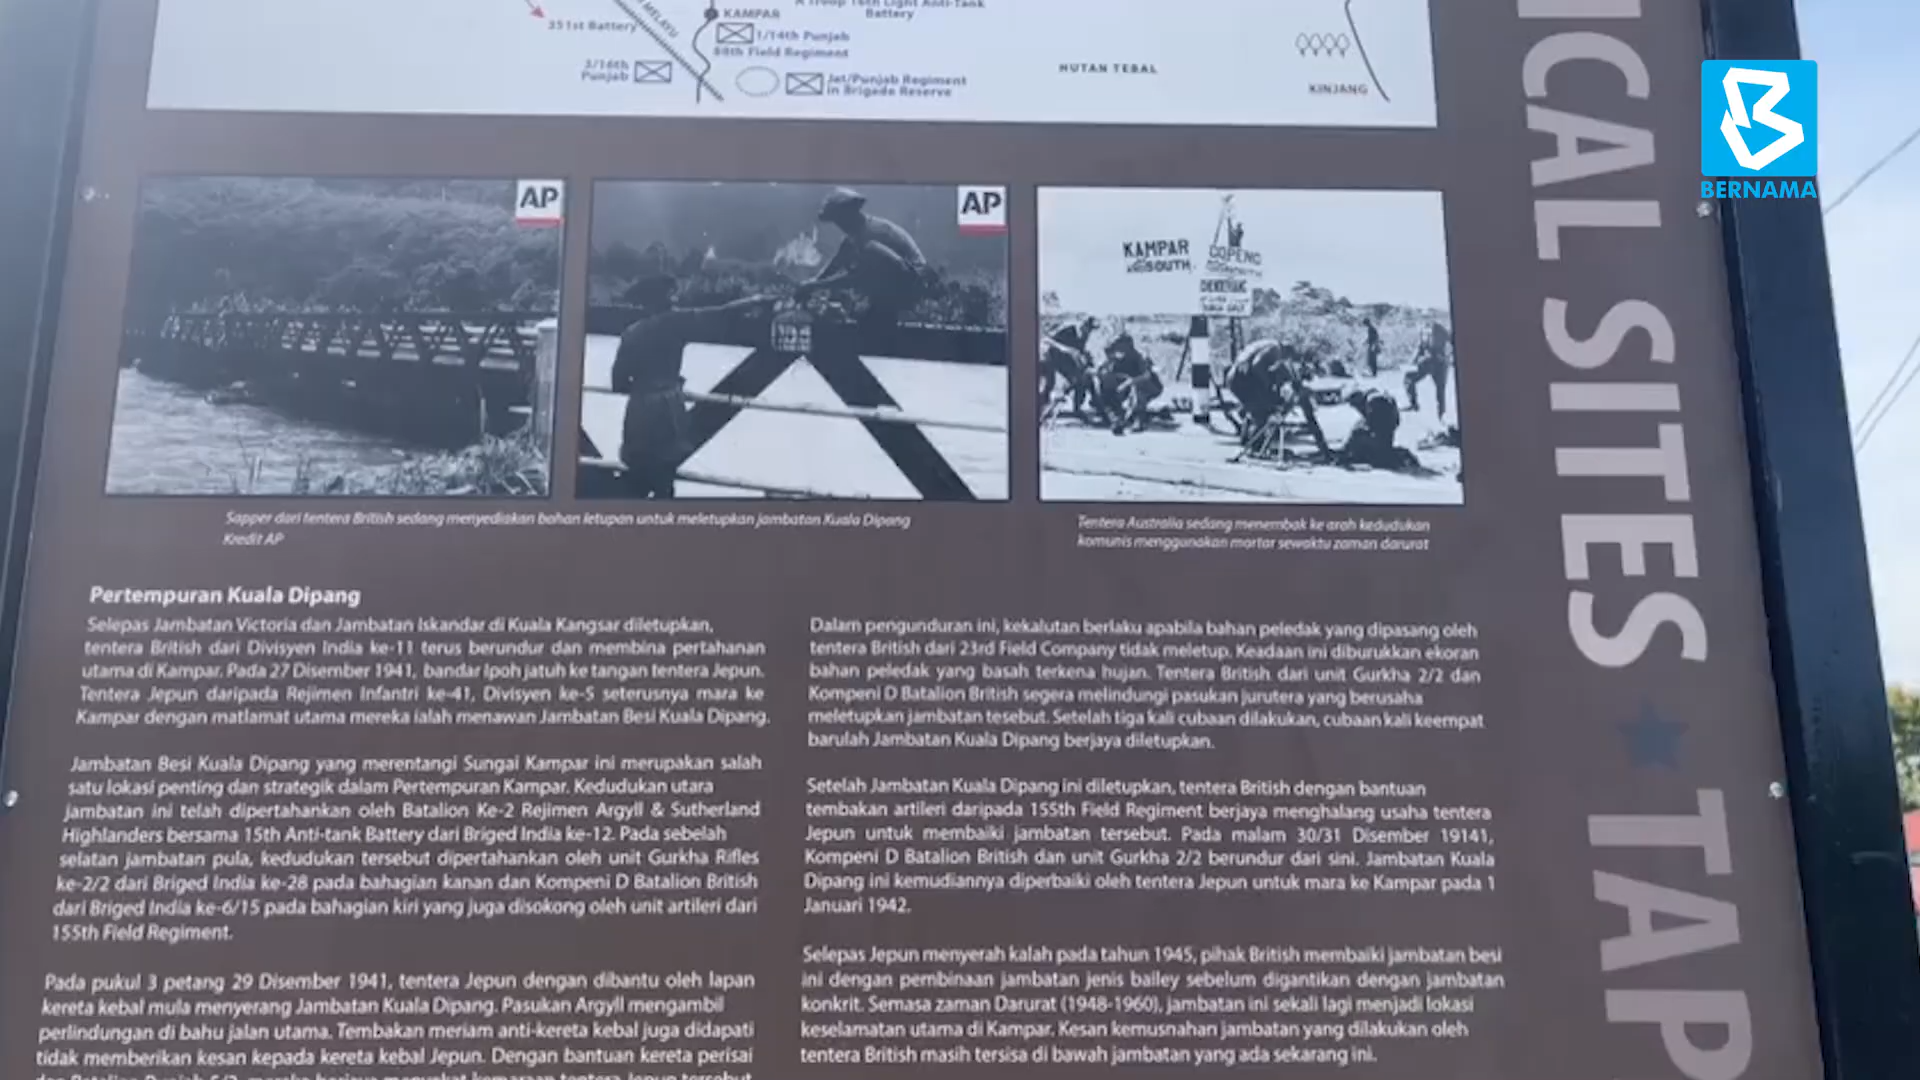 351st Battery
MELAYU
KAMPAR
A Troop 16th Light Anti-Tank
Battery
1/14th Punjab
88th Field Regiment
3/16th
Punjab
Jat/Punjab Regiment
in Brigade Reserve
HUTAN TEBAL
KINJANG
BERNAMA
AP
AP
KAMPAR
SOUTH
GOPENG
Sapper dari tentera British sedang menyediakan bahan letupan untuk meletupkan jambatan Kuala Dipang
Kredit AP
Tentera Australia sedang menembak ke arah kedudukan
komunis menggunakan mortar sewaktu zaman darurat
Pertempuran Kuala Dipang
Selepas Jambatan Victoria dan Jambatan Iskandar di Kuala Kangsar diletupkan,
tentera British dari Divisyen India ke-11 terus berundur dan membina pertahanan
utama di Kampar. Pada 27 Disember 1941, bandar Ipoh jatuh ke tangan tentera Jepun.
Tentera Jepun daripada Rejimen Infantri ke-41, Divisyen ke-5 seterusnya mara ke
Kampar dengan matlamat utama mereka ialah menawan Jambatan Besi Kuala Dipang.
Jambatan Besi Kuala Dipang yang merentangi Sungai Kampar ini merupakan salah
satu lokasi penting dan strategik dalam Pertempuran Kampar. Kedudukan utara
jambatan ini telah dipertahankan oleh Batalion Ke-2 Rejimen Argyll & Sutherland
Highlanders bersama 15th Anti-tank Battery dari Briged India ke-12. Pada sebelah
selatan jambatan pula, kedudukan tersebut dipertahankan oleh unit Gurkha Rifles
ke-2/2 dari Briged India ke-28 pada bahagian kanan dan Kompeni D Batalion British
dari Briged India ke-6/15 pada bahagian kiri yang juga disokong oleh unit artileri dari
155th Field Regiment.
Pada pukul 3 petang 29 Disember 1941, tentera Jepun dengan dibantu oleh lapan
kereta kebal mula menyerang Jambatan Kuala Dipang. Pasukan Argyll mengambil
perlindungan di bahu jalan utama. Tembakan meriam anti-kereta kebal juga didapati
tidak memberikan kesan kepada kereta kebal Jepun. Dengan bantuan kereta perisai
Dalam pengunduran ini, kekalutan berlaku apabila bahan peledak yang dipasang oleh
tentera British dari 23rd Field Company tidak meletup. Keadaan ini diburukkan ekoran
bahan peledak yang basah terkena hujan. Tentera British dari unit Gurkha 2/2 dan
Kompeni D Batalion British segera melindungi pasukan jurutera yang berusaha
meletupkan jambatan tesebut. Setelah tiga kali cubaan dilakukan, cubaan kali keempat
barulah Jambatan Kuala Dipang berjaya diletupkan.
Setelah Jambatan Kuala Dipang ini diletupkan, tentera British dengan bantuan
tembakan artileri daripada 155th Field Regiment berjaya menghalang usaha tentera
Jepun untuk membaiki jambatan tersebut. Pada malam 30/31 Disember 19141,
Kompeni D Batalion British dan unit Gurkha 2/2 berundur dari sini. Jambatan Kuala
Dipang ini kemudiannya diperbaiki oleh tentera Jepun untuk mara ke Kampar pada 1
Januari 1942.
Selepas Jepun menyerah kalah pada tahun 1945, pihak British membaiki jambatan besi
ini dengan pembinaan jambatan jenis bailey sebelum digantikan dengan jambatan
konkrit. Semasa zaman Darurat (1948-1960), jambatan ini sekali lagi menjadi lokasi
keselamatan utama di Kampar. Kesan kemusnahan jambatan yang dilakukan oleh
tentera British masih tersisa di bawah jambatan yang ada sekarang ini.
ICAL SITES ★ TAP